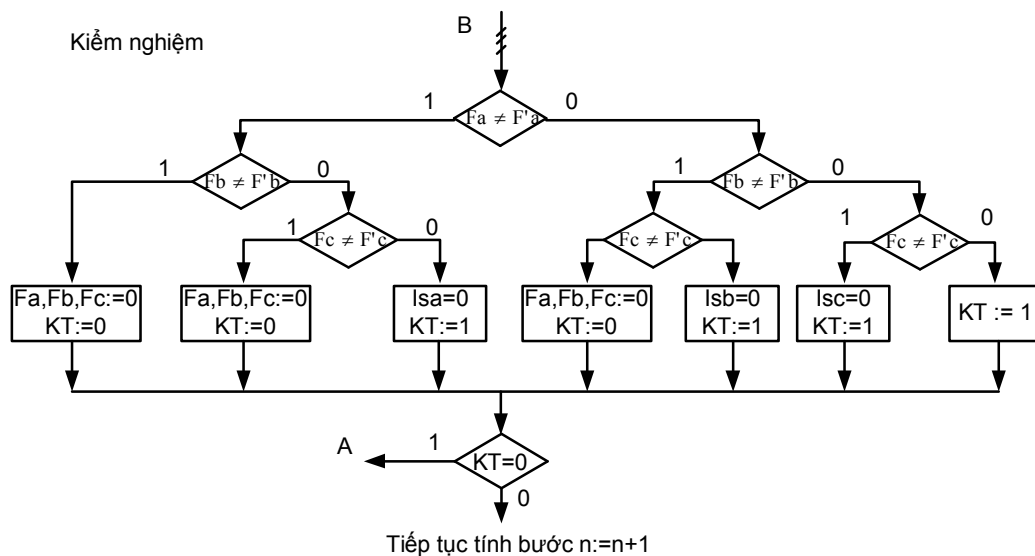 B
Kiểm nghiệm
1
0
Fa ≠ F'a
1
Fb ≠ F'b
0
1
Fb ≠ F'b
0
1
Fc ≠ F'c
0
Fc ≠ F'c
1
Fc ≠ F'c
0
Fa,Fb,Fc:=0
KT:=0
Fa,Fb,Fc:=0
KT:=0
Isa=0
KT:=1
Fa,Fb,Fc:=0
KT:=0
Isb=0
KT:=1
Isc=0
KT:=1
KT := 1
A
1
KT=0
0
Tiếp tục tính bước n:=n+1